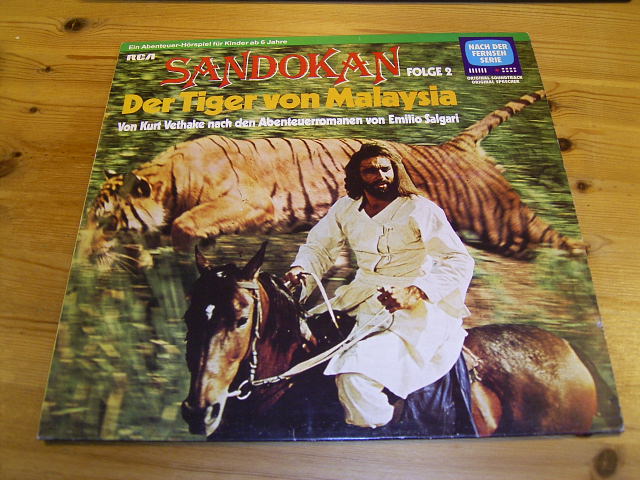 Ein Abenteuer-Hörspiel für Kinder ab 6 Jahre
RCA
SANDOKAN FOLGE 2
Der Tiger von Malaysia
Von Kurt Vethake nach den Abenteuerromanen von Emilio Salgari
NACH DER
FERNSEH
SERIE
ORIGINAL SOUNDTRACK
ORIGINAL SPRECHER